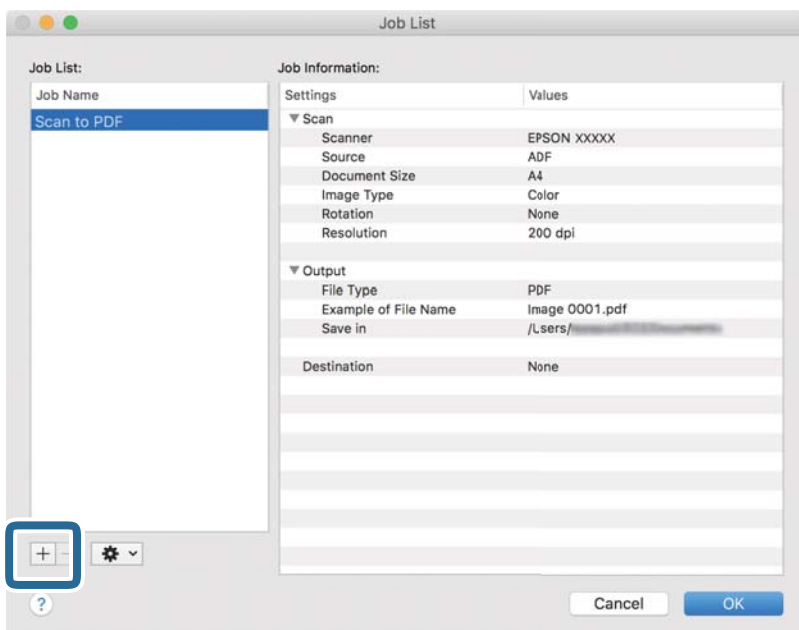 Job List
Job List:
Job Information:
Job Name
Scan to PDF
Settings Values
Scan
Scanner EPSON XXXXX
Source ADF
Document Size A4
Image Type Color
Rotation None
Resolution 200 dpi
Output
File Type PDF
Example of File Name Image 0001.pdf
Save in /Users/
Destination None
+ −
?
Cancel OK